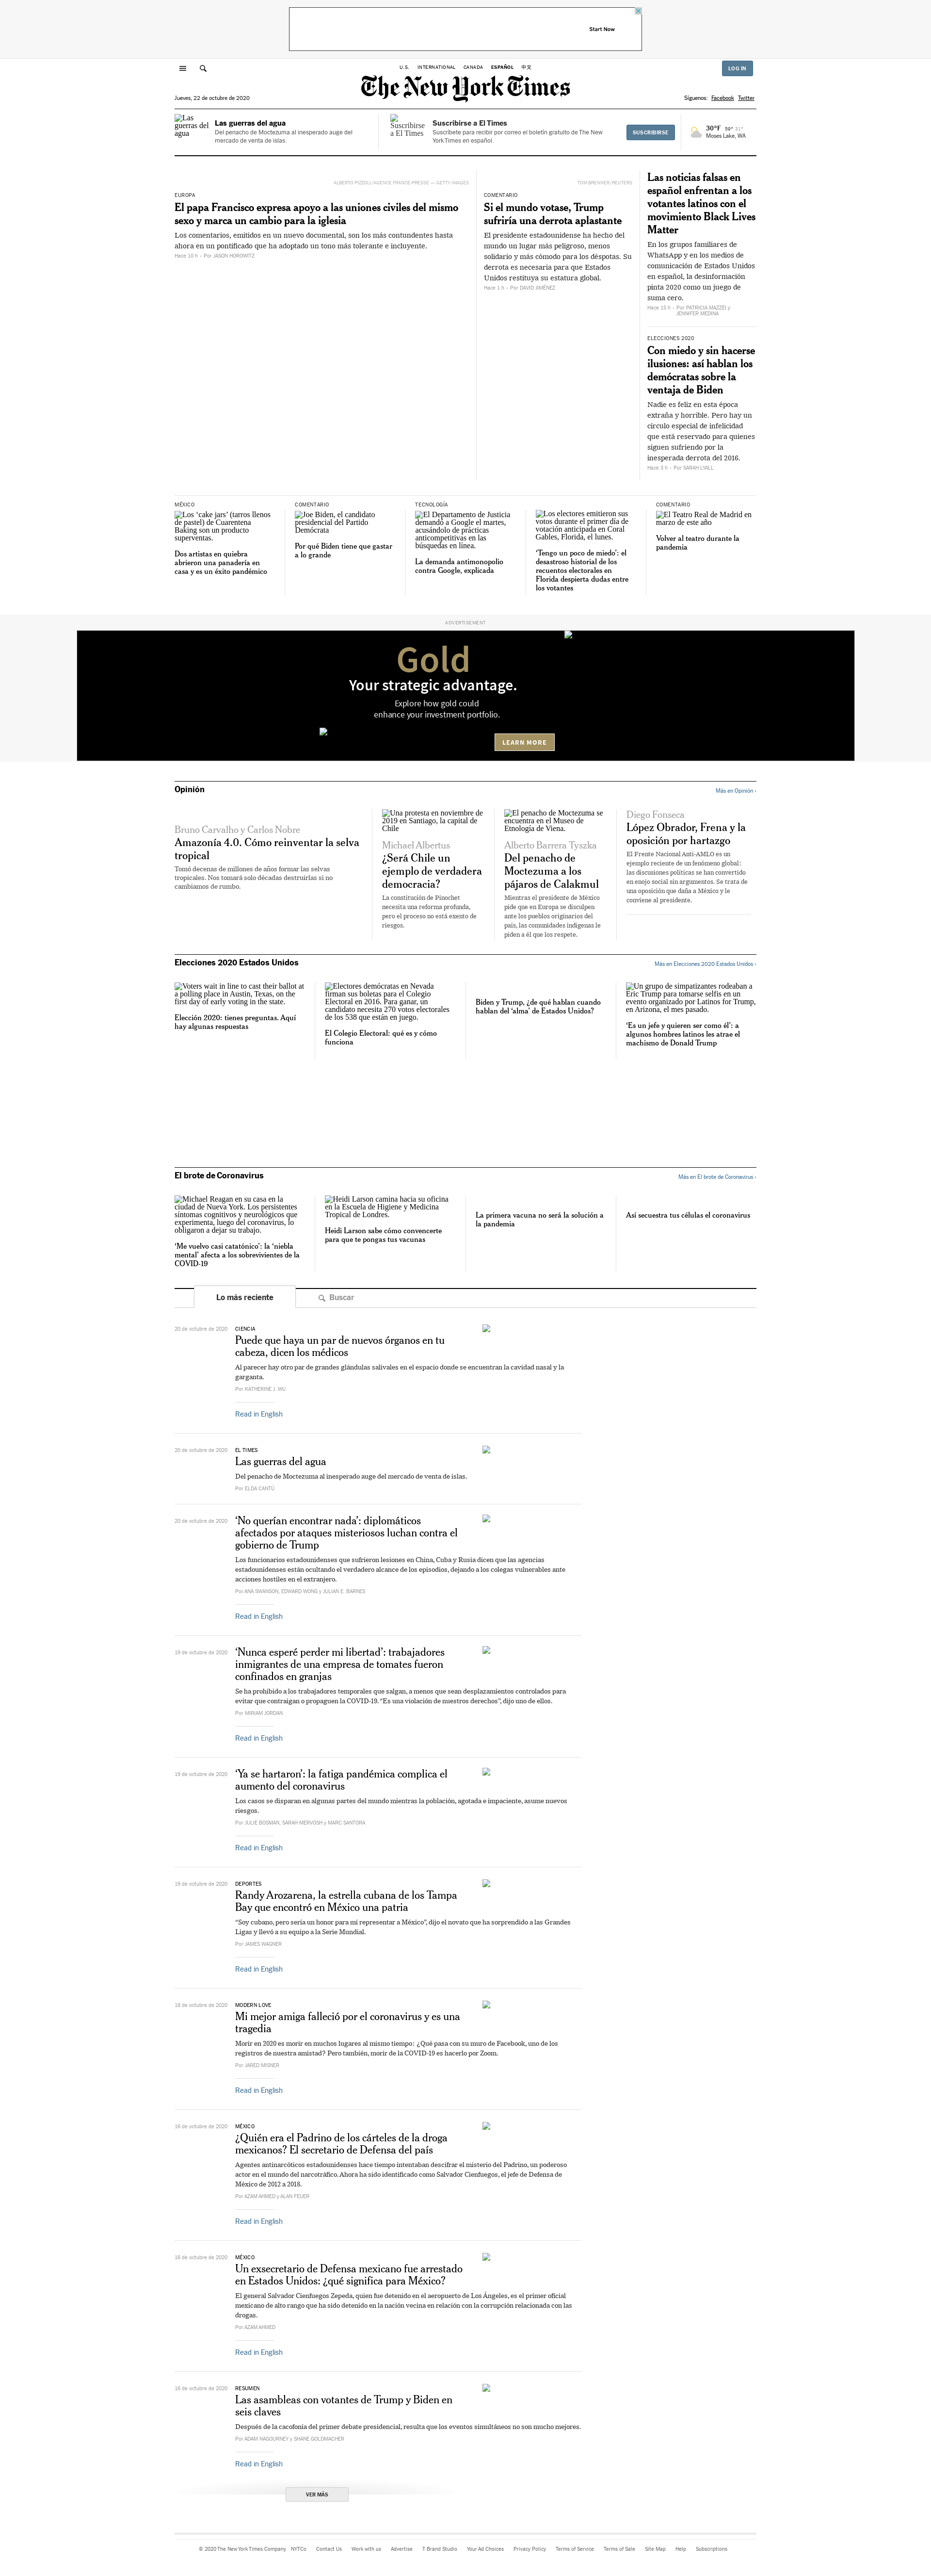 Start Now
U.S. INTERNATIONAL CANADA ESPAÑOL 中文
LOG IN
The New York Times
Jueves, 22 de octubre de 2020
Síguenos: Facebook Twitter
Las guerras del agua
Las guerras del agua
Del penacho de Moctezuma al inesperado auge del
mercado de venta de islas.
Suscribirse a El Times
Suscribirse a El Times
Suscríbete para recibir por correo el boletín gratuito de The New
York Times en español.
SUSCRIBIRSE
30°F 59° 31°
Moses Lake, WA
ALBERTO PIZZOLI/AGENCE FRANCE-PRESSE — GETTY IMAGES
EUROPA
El papa Francisco expresa apoyo a las uniones civiles del mismo
sexo y marca un cambio para la iglesia
Los comentarios, emitidos en un nuevo documental, son los más contundentes hasta
ahora en un pontificado que ha adoptado un tono más tolerante e incluyente.
Hace 10 h - Por JASON HOROWITZ
TOM BRENNER/REUTERS
COMENTARIO
Si el mundo votase, Trump
sufriría una derrota aplastante
El presidente estadounidense ha hecho del
mundo un lugar más peligroso, menos
solidario y más cómodo para los déspotas. Su
derrota es necesaria para que Estados
Unidos restituya su estatura global.
Hace 1 h - Por DAVID JIMÉNEZ
Las noticias falsas en
español enfrentan a los
votantes latinos con el
movimiento Black Lives
Matter
En los grupos familiares de
WhatsApp y en los medios de
comunicación de Estados Unidos
en español, la desinformación
pinta 2020 como un juego de
suma cero.
Hace 15 h - Por PATRICIA MAZZEI y
JENNIFER MEDINA
ELECCIONES 2020
Con miedo y sin hacerse
ilusiones: así hablan los
demócratas sobre la
ventaja de Biden
Nadie es feliz en esta época
extraña y horrible. Pero hay un
círculo especial de infelicidad
que está reservado para quienes
siguen sufriendo por la
inesperada derrota del 2016.
Hace 3 h - Por SARAH LYALL
MÉXICO
Los 'cake jars' (tarros llenos
de pastel) de Cuarentena
Baking son un producto
superventas.
Dos artistas en quiebra
abrieron una panadería en
casa y es un éxito pandémico
COMENTARIO
Joe Biden, el candidato
presidencial del Partido
Demócrata
Por qué Biden tiene que gastar
a lo grande
TECNOLOGÍA
El Departamento de Justicia
demandó a Google el martes,
acusándolo de prácticas
anticompetitivas en las
búsquedas en línea.
La demanda antimonopolio
contra Google, explicada
Los electores emitieron sus
votos durante el primer día de
votación anticipada en Coral
Gables, Florida, el lunes.
‘Tengo un poco de miedo’: el
desastroso historial de los
recuentos electorales en
Florida despierta dudas entre
los votantes
COMENTARIO
El Teatro Real de Madrid en
marzo de este año
Volver al teatro durante la
pandemia
ADVERTISEMENT
Gold
Your strategic advantage.
Explore how gold could
enhance your investment portfolio.
LEARN MORE
Opinión
Más en Opinión ›
Bruno Carvalho y Carlos Nobre
Amazonía 4.0. Cómo reinventar la selva
tropical
Tomó decenas de millones de años formar las selvas
tropicales. Nos tomará solo décadas destruirlas si no
cambiamos de rumbo.
Una protesta en noviembre de
2019 en Santiago, la capital de
Chile
Michael Albertus
¿Será Chile un
ejemplo de verdadera
democracia?
La constitución de Pinochet
necesita una reforma profunda,
pero el proceso no está exento de
riesgos.
El penacho de Moctezuma se
encuentra en el Museo de
Etnología de Viena.
Alberto Barrera Tyszka
Del penacho de
Moctezuma a los
pájaros de Calakmul
Mientras el presidente de México
pide que en Europa se disculpen
ante los pueblos originarios del
país, las comunidades indígenas le
piden a él que los respete.
Diego Fonseca
López Obrador, Frena y la
oposición por hartazgo
El Frente Nacional Anti-AMLO es un
ejemplo reciente de un fenómeno global:
las discusiones políticas se han convertido
en enojo social sin argumentos. Se trata de
una oposición que daña a México y le
conviene al presidente.
Elecciones 2020 Estados Unidos
Más en Elecciones 2020 Estados Unidos ›
Voters wait in line to cast their ballot at
a polling place in Austin, Texas, on the
first day of early voting in the state.
Elección 2020: tienes preguntas. Aquí
hay algunas respuestas
Electores demócratas en Nevada
firman sus boletas para el Colegio
Electoral en 2016. Para ganar, un
candidato necesita 270 votos electorales
de los 538 que están en juego.
El Colegio Electoral: qué es y cómo
funciona
Biden y Trump, ¿de qué hablan cuando
hablan del ‘alma’ de Estados Unidos?
Un grupo de simpatizantes rodeaban a
Eric Trump para tomarse selfis en un
evento organizado por Latinos for Trump,
en Arizona, el mes pasado.
‘Es un jefe y quieren ser como él’: a
algunos hombres latinos les atrae el
machismo de Donald Trump
El brote de Coronavirus
Más en El brote de Coronavirus ›
Michael Reagan en su casa en la
ciudad de Nueva York. Los persistentes
síntomas cognitivos y neurológicos que
experimenta, luego del coronavirus, lo
obligaron a dejar su trabajo.
‘Me vuelvo casi catatónico’: la ‘niebla
mental’ afecta a los sobrevivientes de la
COVID-19
Heidi Larson camina hacia su oficina
en la Escuela de Higiene y Medicina
Tropical de Londres.
Heidi Larson sabe cómo convencerte
para que te pongas tus vacunas
La primera vacuna no será la solución a
la pandemia
Así secuestra tus células el coronavirus
Lo más reciente
Buscar
20 de octubre de 2020
CIENCIA
Puede que haya un par de nuevos órganos en tu
cabeza, dicen los médicos
Al parecer hay otro par de grandes glándulas salivales en el espacio donde se encuentran la cavidad nasal y la
garganta.
Por KATHERINE J. WU
Read in English
20 de octubre de 2020
EL TIMES
Las guerras del agua
Del penacho de Moctezuma al inesperado auge del mercado de venta de islas.
Por ELDA CANTÚ
20 de octubre de 2020
‘No querían encontrar nada’: diplomáticos
afectados por ataques misteriosos luchan contra el
gobierno de Trump
Los funcionarios estadounidenses que sufrieron lesiones en China, Cuba y Rusia dicen que las agencias
estadounidenses están ocultando el verdadero alcance de los episodios, dejando a los colegas vulnerables ante
acciones hostiles en el extranjero.
Por ANA SWANSON, EDWARD WONG y JULIAN E. BARNES
Read in English
19 de octubre de 2020
‘Nunca esperé perder mi libertad’: trabajadores
inmigrantes de una empresa de tomates fueron
confinados en granjas
Se ha prohibido a los trabajadores temporales que salgan, a menos que sean desplazamientos controlados para
evitar que contraigan o propaguen la COVID-19. “Es una violación de nuestros derechos”, dijo uno de ellos.
Por MIRIAM JORDAN
Read in English
19 de octubre de 2020
‘Ya se hartaron’: la fatiga pandémica complica el
aumento del coronavirus
Los casos se disparan en algunas partes del mundo mientras la población, agotada e impaciente, asume nuevos
riesgos.
Por JULIE BOSMAN, SARAH MERVOSH y MARC SANTORA
Read in English
19 de octubre de 2020
DEPORTES
Randy Arozarena, la estrella cubana de los Tampa
Bay que encontró en México una patria
“Soy cubano, pero sería un honor para mí representar a México”, dijo el novato que ha sorprendido a las Grandes
Ligas y llevó a su equipo a la Serie Mundial.
Por JAMES WAGNER
Read in English
18 de octubre de 2020
MODERN LOVE
Mi mejor amiga falleció por el coronavirus y es una
tragedia
Morir en 2020 es morir en muchos lugares al mismo tiempo: ¿Qué pasa con su muro de Facebook, uno de los
registros de nuestra amistad? Pero también, morir de la COVID-19 es hacerlo por Zoom.
Por JARED MISNER
Read in English
16 de octubre de 2020
MÉXICO
¿Quién era el Padrino de los cárteles de la droga
mexicanos? El secretario de Defensa del país
Agentes antinarcóticos estadounidenses hace tiempo intentaban descifrar el misterio del Padrino, un poderoso
actor en el mundo del narcotráfico. Ahora ha sido identificado como Salvador Cienfuegos, el jefe de Defensa de
México de 2012 a 2018.
Por AZAM AHMED y ALAN FEUER
Read in English
16 de octubre de 2020
MÉXICO
Un exsecretario de Defensa mexicano fue arrestado
en Estados Unidos: ¿qué significa para México?
El general Salvador Cienfuegos Zepeda, quien fue detenido en el aeropuerto de Los Ángeles, es el primer oficial
mexicano de alto rango que ha sido detenido en la nación vecina en relación con la corrupción relacionada con las
drogas.
Por AZAM AHMED
Read in English
16 de octubre de 2020
RESUMEN
Las asambleas con votantes de Trump y Biden en
seis claves
Después de la cacofonía del primer debate presidencial, resulta que los eventos simultáneos no son mucho mejores.
Por ADAM NAGOURNEY y SHANE GOLDMACHER
Read in English
VER MÁS
© 2020 The New York Times Company NYTCo Contact Us Work with us Advertise T Brand Studio Your Ad Choices Privacy Policy Terms of Service Terms of Sale Site Map Help Subscriptions